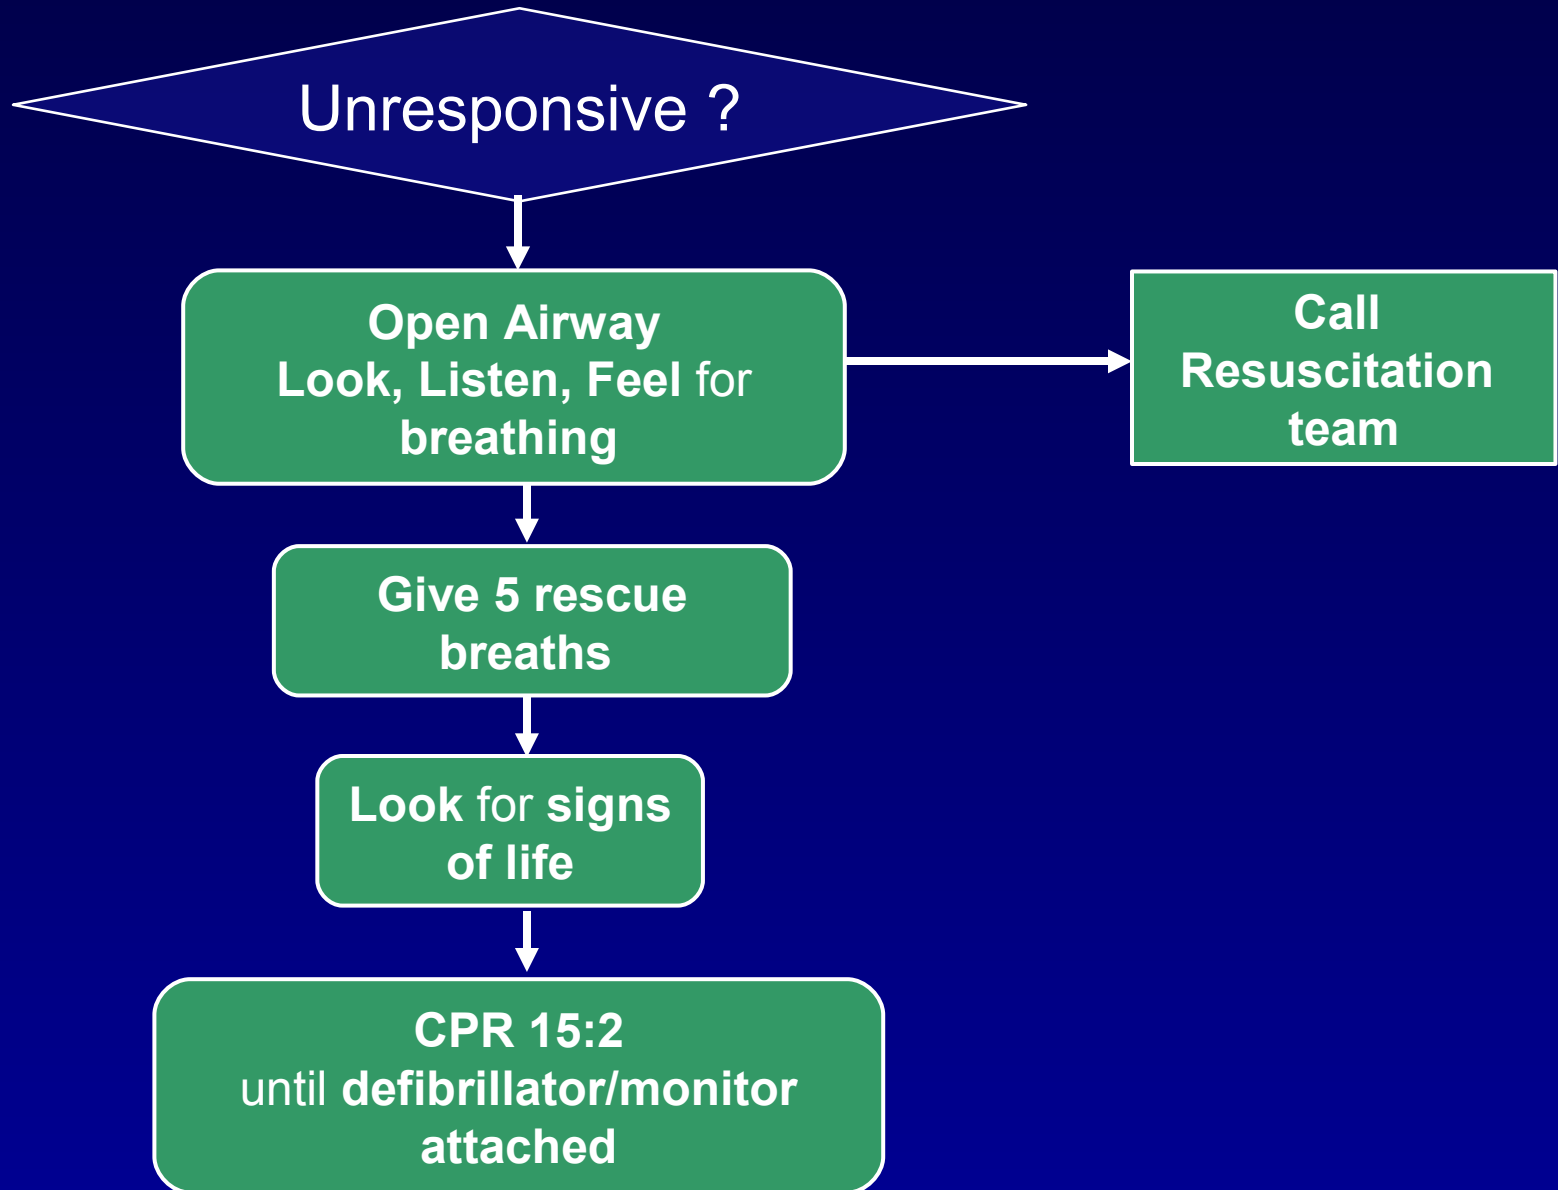 Unresponsive ?
Open Airway
Look, Listen, Feel for
breathing
Call
Resuscitation
team
Give 5 rescue
breaths
Look for signs
of life
CPR 15:2
until defibrillator/monitor
attached